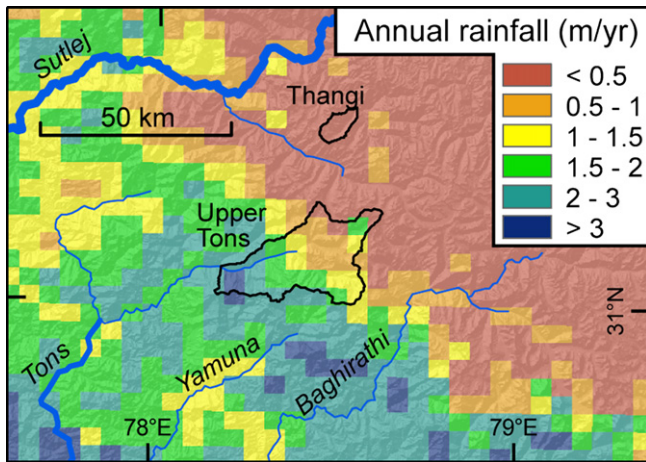 Annual rainfall (m/yr)
< 0.5
0.5 - 1
1 - 1.5
1.5 - 2
2 - 3
> 3
Sutlej
50 km
Thangi
Upper
Tons
31°N
Tons
Yamuna
Baghirathi
78°E
79°E